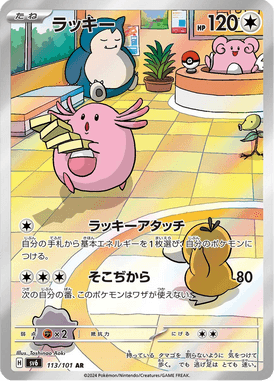 たね
ラッキー
HP 120
ラッキーアタッチ
自分の手札から基本エネルギーを1枚選び、自分のポケモンに
つける。
そこぢから 80
次の自分の番、このポケモンはワザが使えない。
×2
にげる
Illus. Toshinao Aoki
H SV6 113/101 AR
©2024 Pokémon/Nintendo/Creatures/GAME FREAK.